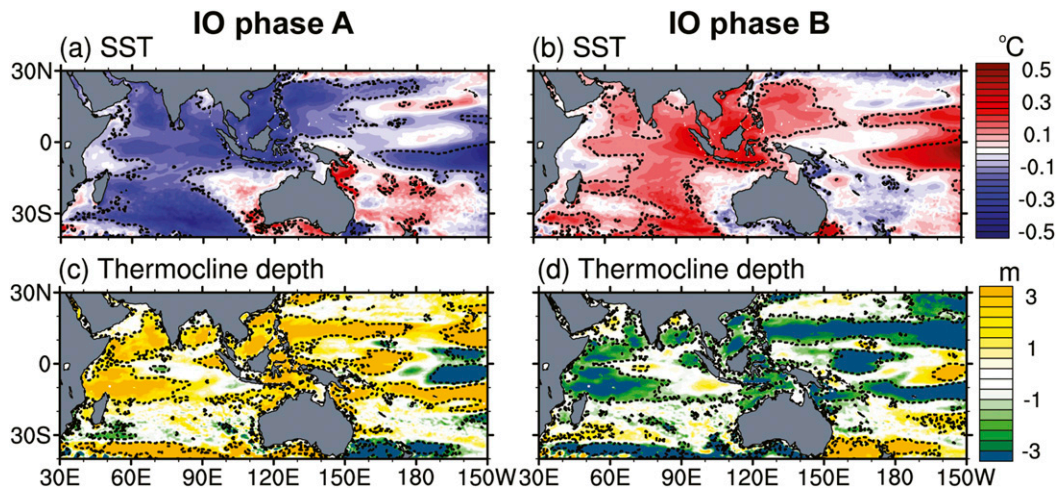 IO phase A
IO phase B
(a) SST
(b) SST
°C
30N
0
30S
0.5
0.3
0.1
-0.1
-0.3
-0.5
(c) Thermocline depth
(d) Thermocline depth
m
30N
0
30S
3
1
-1
-3
30E 60E 90E 120E 150E 180 150W
30E 60E 90E 120E 150E 180 150W